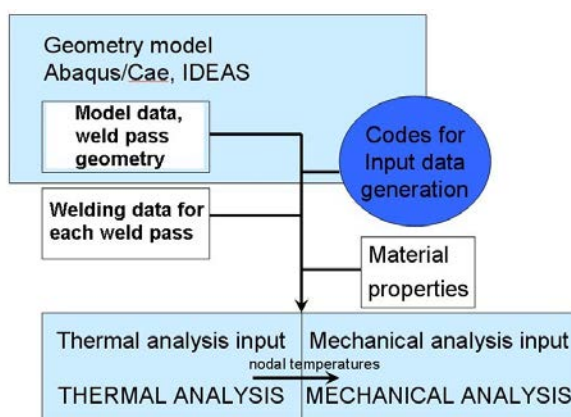 Geometry model
Abaqus/Cae, IDEAS
Model data,
weld pass
geometry
Codes for
Input data
generation
Welding data for
each weld pass
Material
properties
Thermal analysis input
Mechanical analysis input
nodal temperatures
THERMAL ANALYSIS
MECHANICAL ANALYSIS